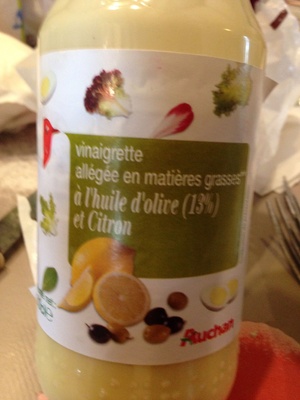 vinaigrette
allégée en matières grasses**
à l'huile d'olive (13%)
et Citron
Auchan